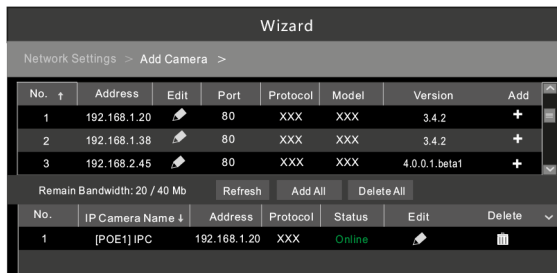 Wizard
Network Settings > Add Camera >
No. ↑ Address Edit Port Protocol Model Version Add
1 192.168.1.20 80 XXX XXX 3.4.2 +
2 192.168.1.38 80 XXX XXX 3.4.2 +
3 192.168.2.45 80 XXX XXX 4.0.0.1.beta1 +
Remain Bandwidth: 20 / 40 Mb Refresh Add All Delete All
No. IP Camera Name ↓ Address Protocol Status Edit Delete
1 [POE1] IPC 192.168.1.20 XXX Online